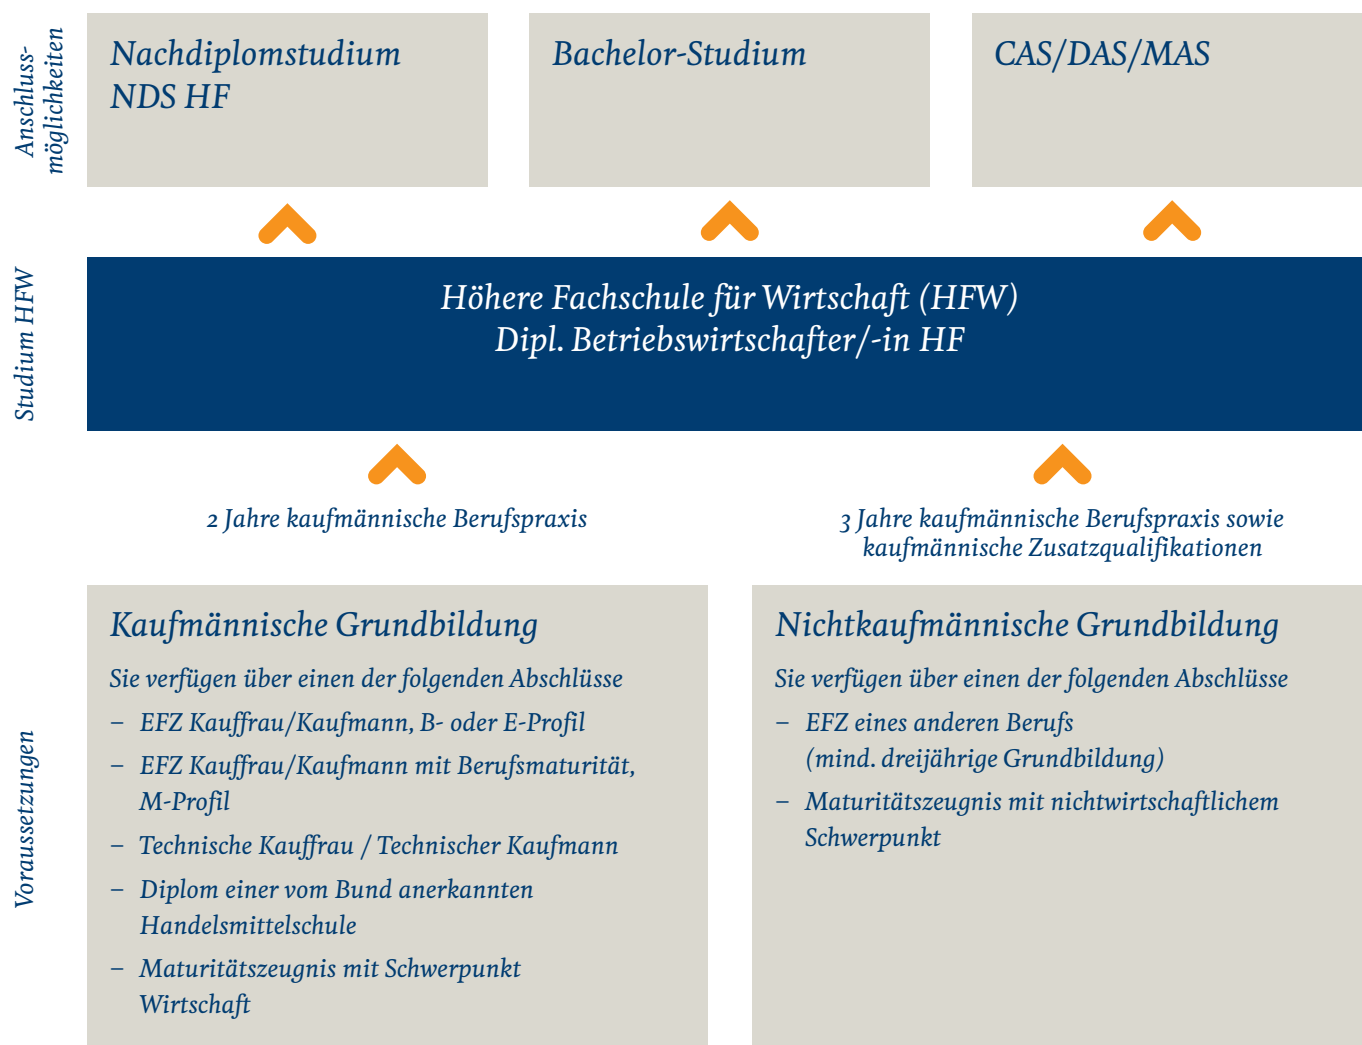 Anschluss-
möglichkeiten
Nachdiplomstudium
NDS HF
Bachelor-Studium
CAS/DAS/MAS
Studium HFW
Höhere Fachschule für Wirtschaft (HFW)
Dipl. Betriebswirtschafter/-in HF
2 Jahre kaufmännische Berufspraxis
3 Jahre kaufmännische Berufspraxis sowie
kaufmännische Zusatzqualifikationen
Voraussetzungen
Kaufmännische Grundbildung
Sie verfügen über einen der folgenden Abschlüsse
– EFZ Kauffrau/Kaufmann, B- oder E-Profil
– EFZ Kauffrau/Kaufmann mit Berufsmaturität,
M-Profil
– Technische Kauffrau / Technischer Kaufmann
– Diplom einer vom Bund anerkannten
Handelsmittelschule
– Maturitätszeugnis mit Schwerpunkt
Wirtschaft
Nichtkaufmännische Grundbildung
Sie verfügen über einen der folgenden Abschlüsse
– EFZ eines anderen Berufs
(mind. dreijährige Grundbildung)
– Maturitätszeugnis mit nichtwirtschaftlichem
Schwerpunkt